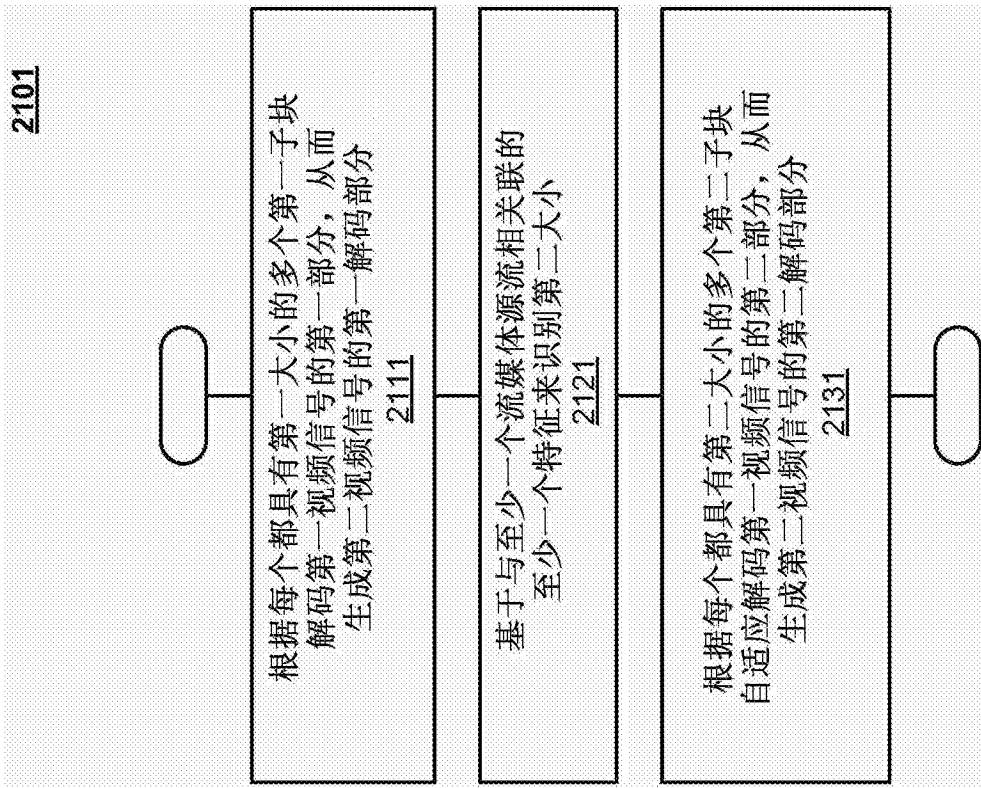 2101
根据每个都具有第一大小的多个第一子块
解码第一视频信号的第一部分，从而
生成第二视频信号的第一解码部分
2111
基于与至少一个流媒体源流相关联的
至少一个特征来识别第二大小
2121
根据每个都具有第二大小的多个第二子块
自适应解码第一视频信号的第二部分，从而
生成第二视频信号的第二解码部分
2131